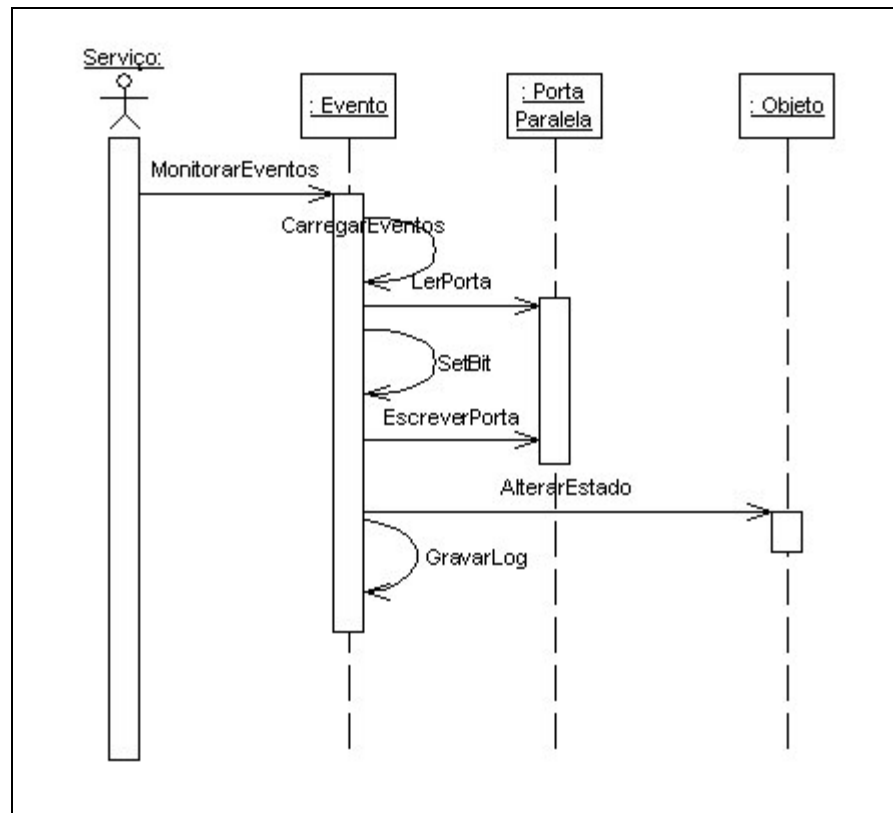 Serviço:
: Evento
: Porta
Paralela
: Objeto
MonitorarEventos
CarregarEventos
LerPorta
SetBit
EscreverPorta
AlterarEstado
GravarLog